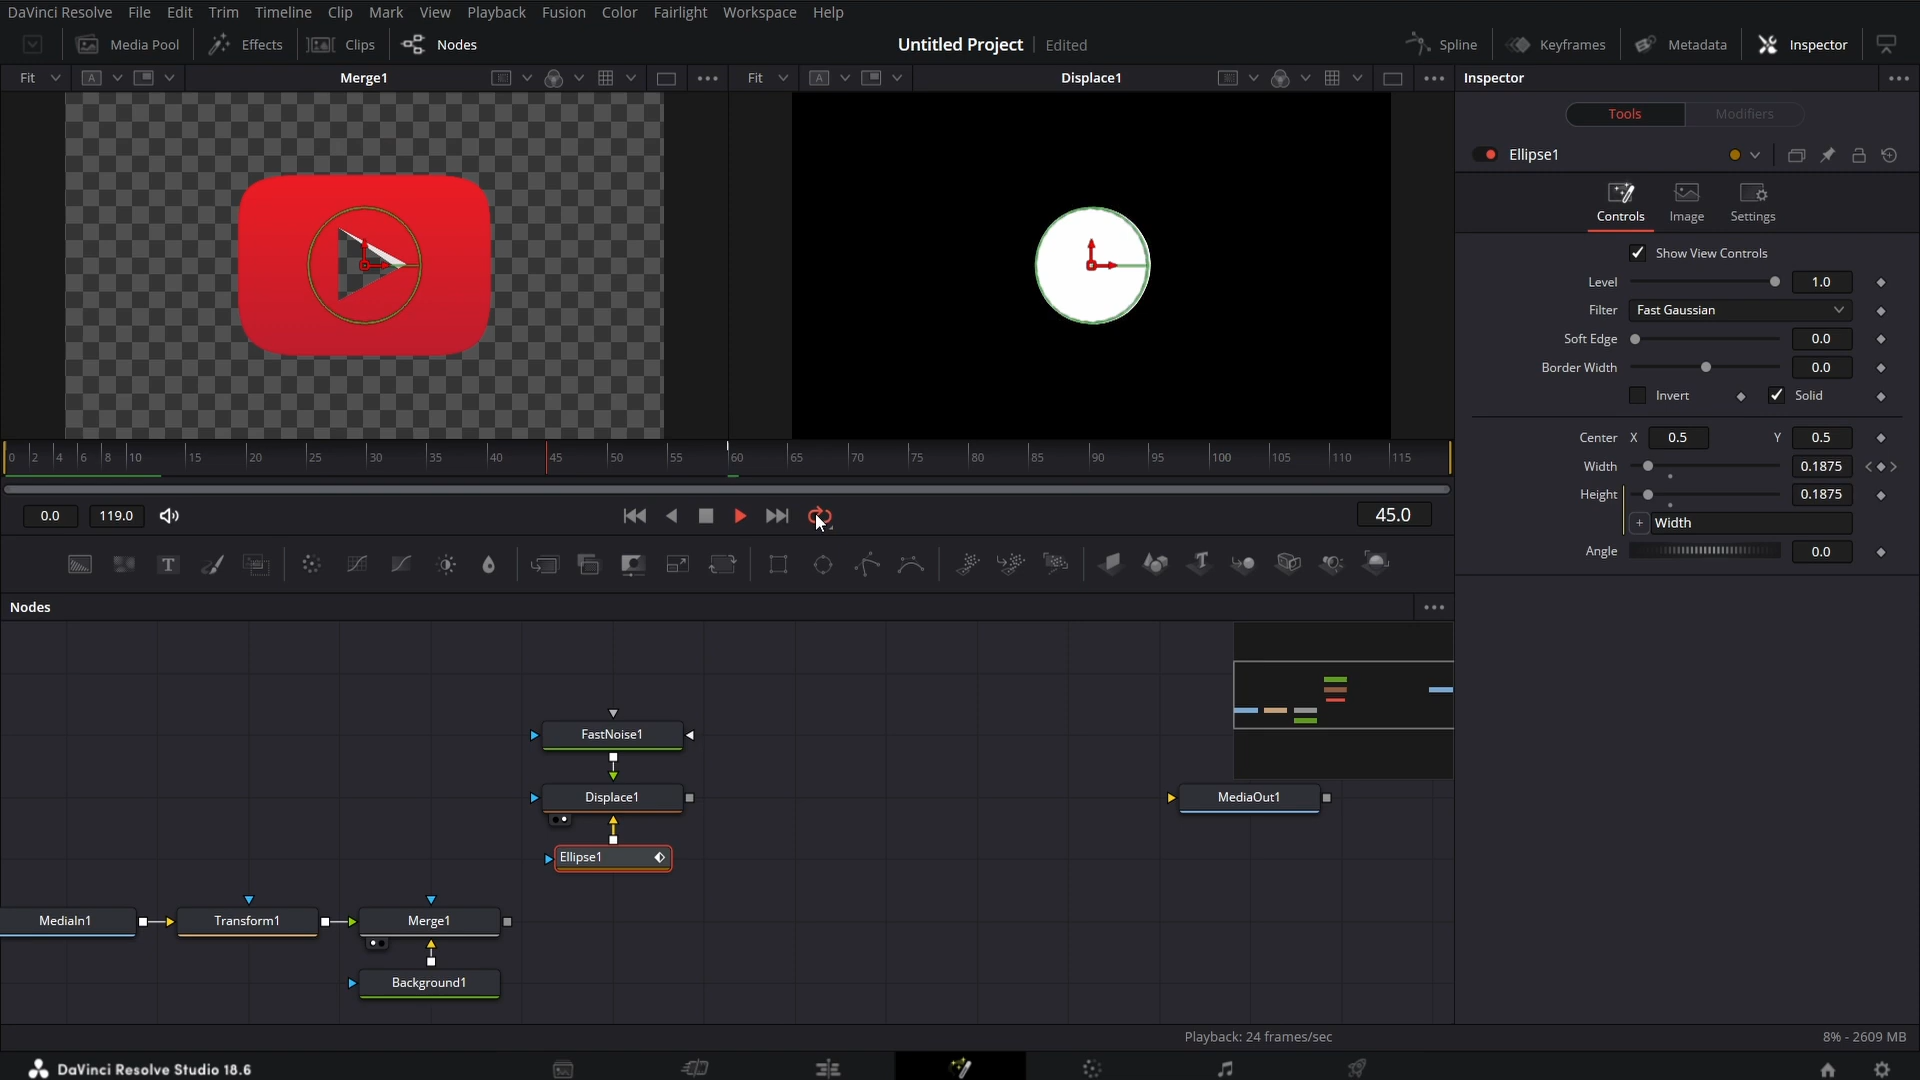 DaVinci Resolve File Edit Trim Timeline Clip Mark View Playback Fusion Color Fairlight Workspace Help
Media Pool Effects Clips Nodes Untitled Project Edited Spline Keyframes Metadata Inspector
Fit A Merge1 Fit A Displace1 Inspector
Tools Modifiers
Ellipse1
Controls Image Settings
Show View Controls
Level 1.0
Filter Fast Gaussian
Soft Edge 0.0
Border Width 0.0
Invert Solid
Center X 0.5 Y 0.5
0 2 4 6 8 10 15 20 25 30 35 40 45 50 55 60 65 70 75 80 85 90 95 100 105 110 115
Width 0.1875
Height 0.1875
0.0 119.0 45.0
Width
Angle 0.0
Nodes
FastNoise1
Displace1 MediaOut1
Ellipse1
MediaIn1 Transform1 Merge1
Background1
Playback: 24 frames/sec 8% - 2609 MB
DaVinci Resolve Studio 18.6